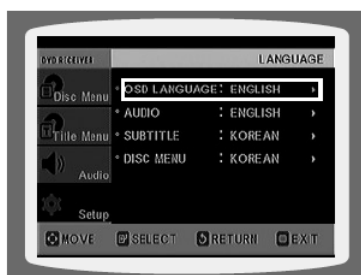 DVD RECEIVER
LANGUAGE
Disc Menu
Title Menu
Audio
Setup
OSD LANGUAGE : ENGLISH
AUDIO : ENGLISH
SUBTITLE : KOREAN
DISC MENU : KOREAN
MOVE SELECT RETURN EXIT